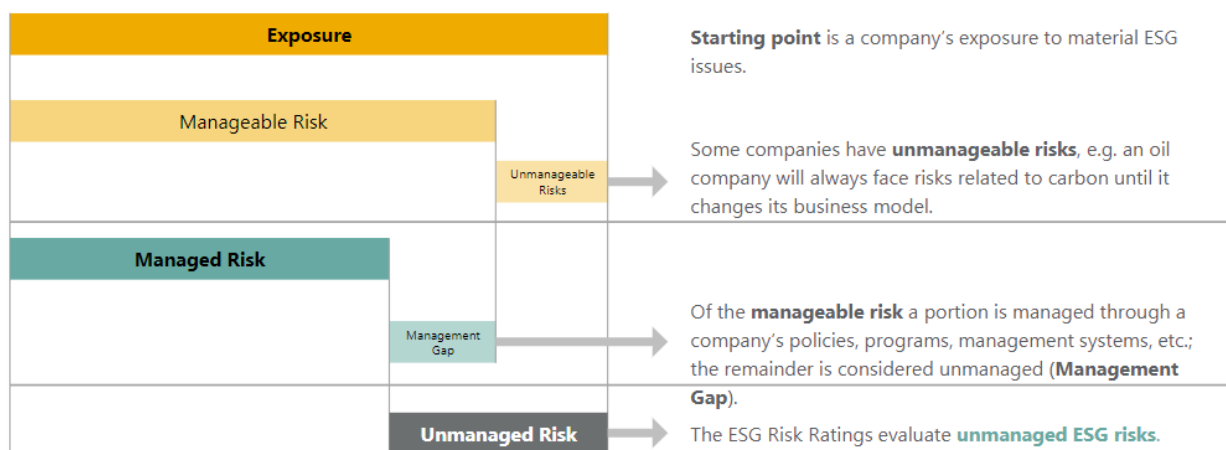 Exposure
Starting point is a company's exposure to material ESG
issues.
Manageable Risk
Unmanageable
Risks
Some companies have unmanageable risks, e.g. an oil
company will always face risks related to carbon until it
changes its business model.
Managed Risk
Management
Gap
Of the manageable risk a portion is managed through a
company's policies, programs, management systems, etc.;
the remainder is considered unmanaged (Management
Gap).
Unmanaged Risk
The ESG Risk Ratings evaluate unmanaged ESG risks.